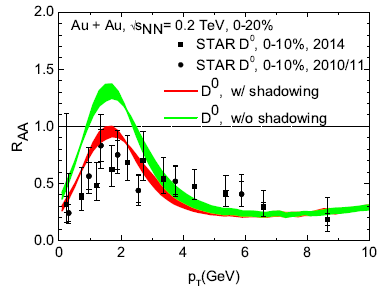 Au + Au, √sNN= 0.2 TeV, 0-20%
STAR D0, 0-10%, 2014
STAR D0, 0-10%, 2010/11
D0, w/ shadowing
D0, w/o shadowing
2.0
1.5
1.0
0.5
0.0
RAA
0 2 4 6 8 10
pT(GeV)